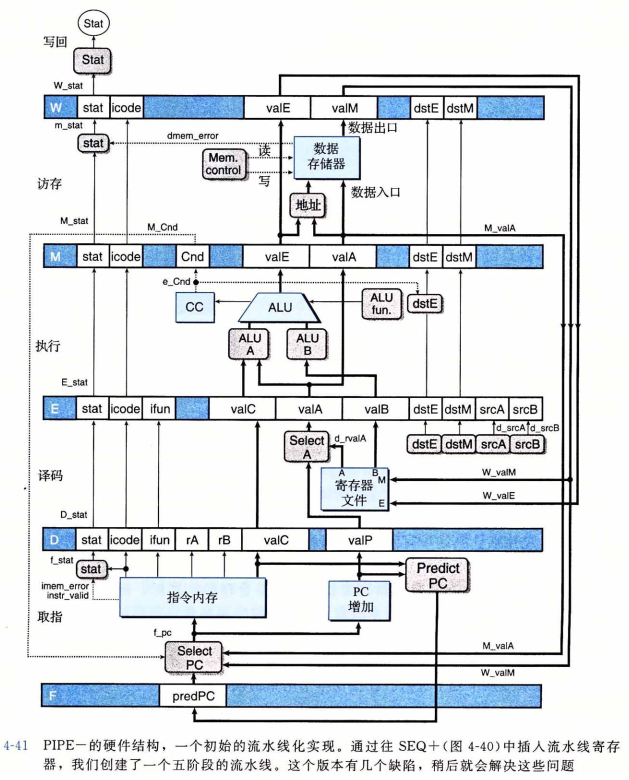 Stat
写回
Stat
W_stat
W stat icode valE valM dstE dstM
m_stat
数据出口
dmem_error
stat
Mem. control
读
写
数据存储器
访存
地址
数据入口
M_stat
M_Cnd
M_valA
M stat icode Cnd valE valA dstE dstM
e_Cnd
CC
ALU
ALU fun.
dstE
执行
ALU A
ALU B
E_stat
E stat icode ifun valC valA valB dstE dstM srcA srcB
d_srcA d_srcB
Select A
d_rvalA
dstE dstM srcA srcB
A B
M
E
寄存器文件
W_valM
W_valE
译码
D_stat
D stat icode ifun rA rB valC valP
f_stat
stat
imem_error
instr_valid
指令内存
PC 增加
Predict PC
取指
f_pc
M_valA
Select PC
W_valM
F predPC
4-41 PIPE-的硬件结构，一个初始的流水线化实现。通过往 SEQ+(图 4-40)中插入流水线寄存
器，我们创建了一个五阶段的流水线。这个版本有几个缺陷，稍后就会解决这些问题